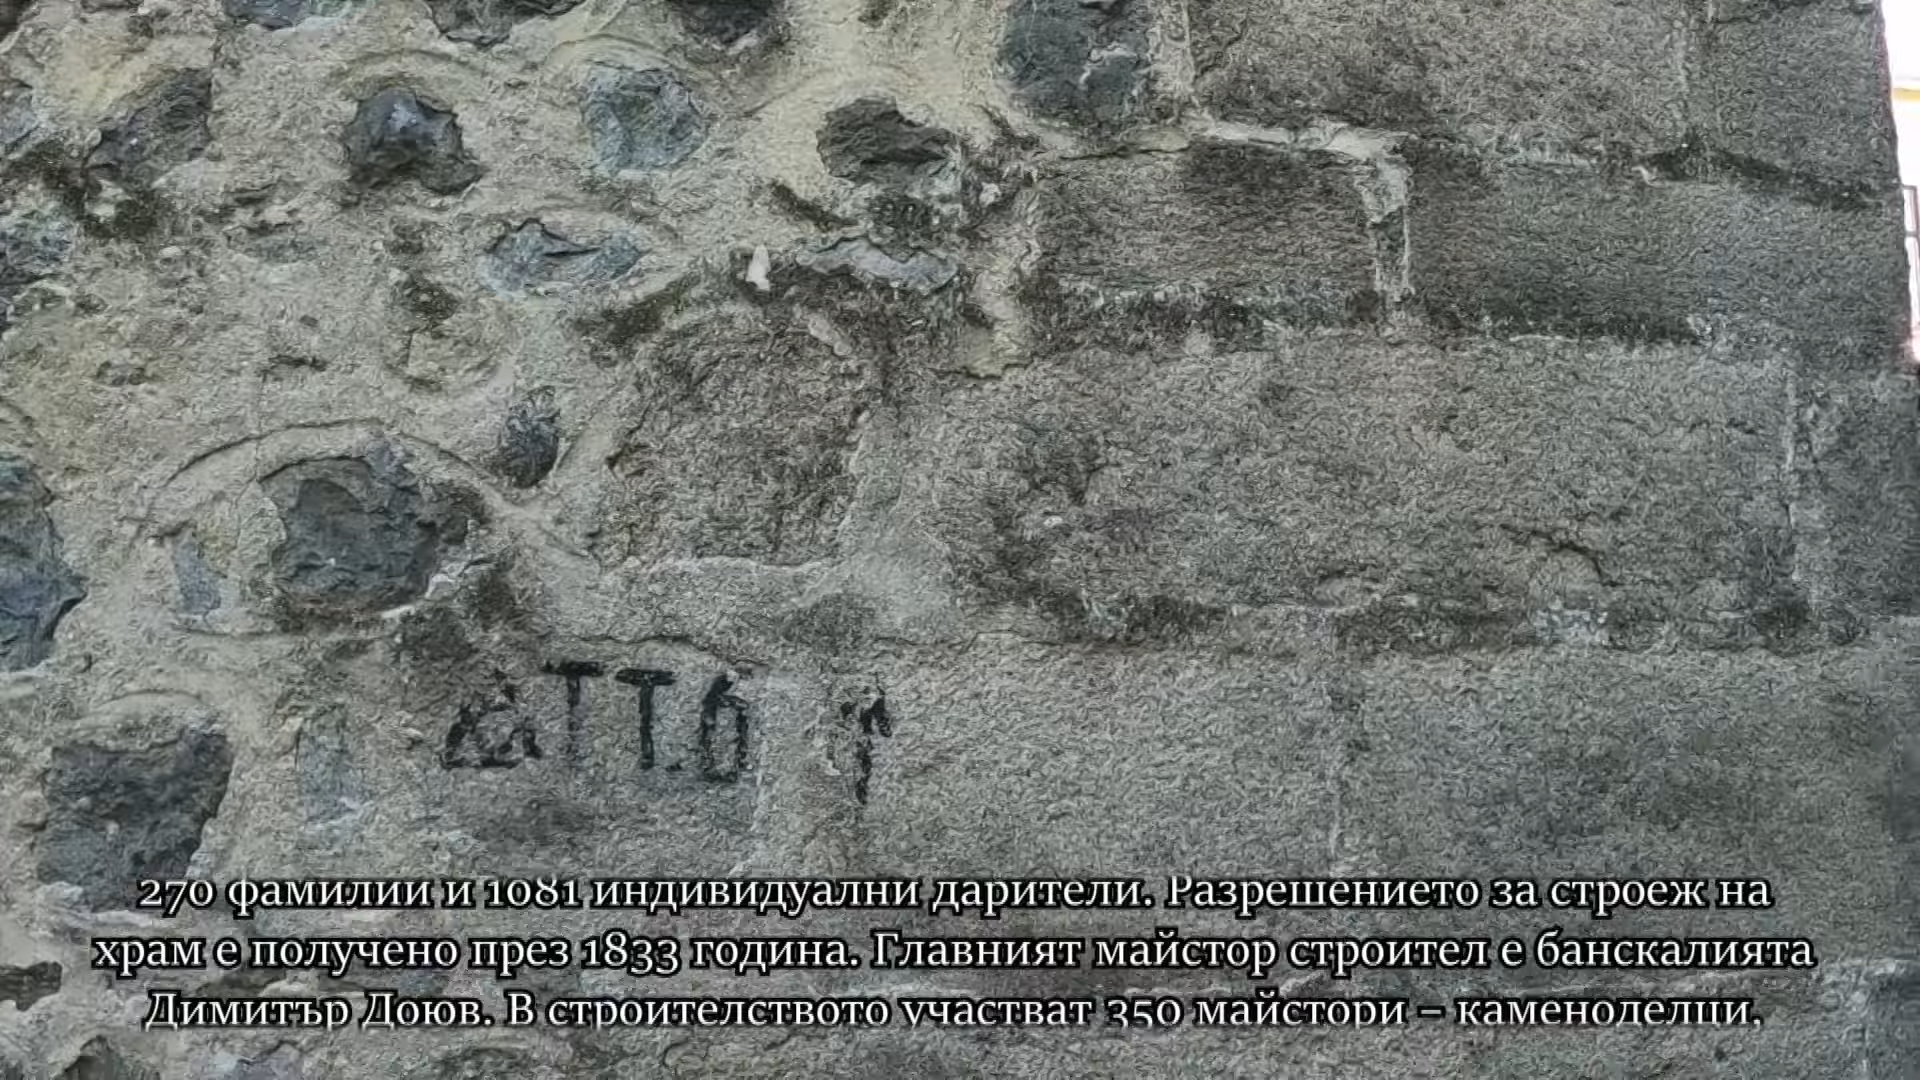 270 фамилии и 1081 индивидуални дарители. Разрешението за строеж на
храм е получено през 1833 година. Главният майстор строител е банскалията
Димитър Доюв. В строителството участват 350 майстори – каменоделци,